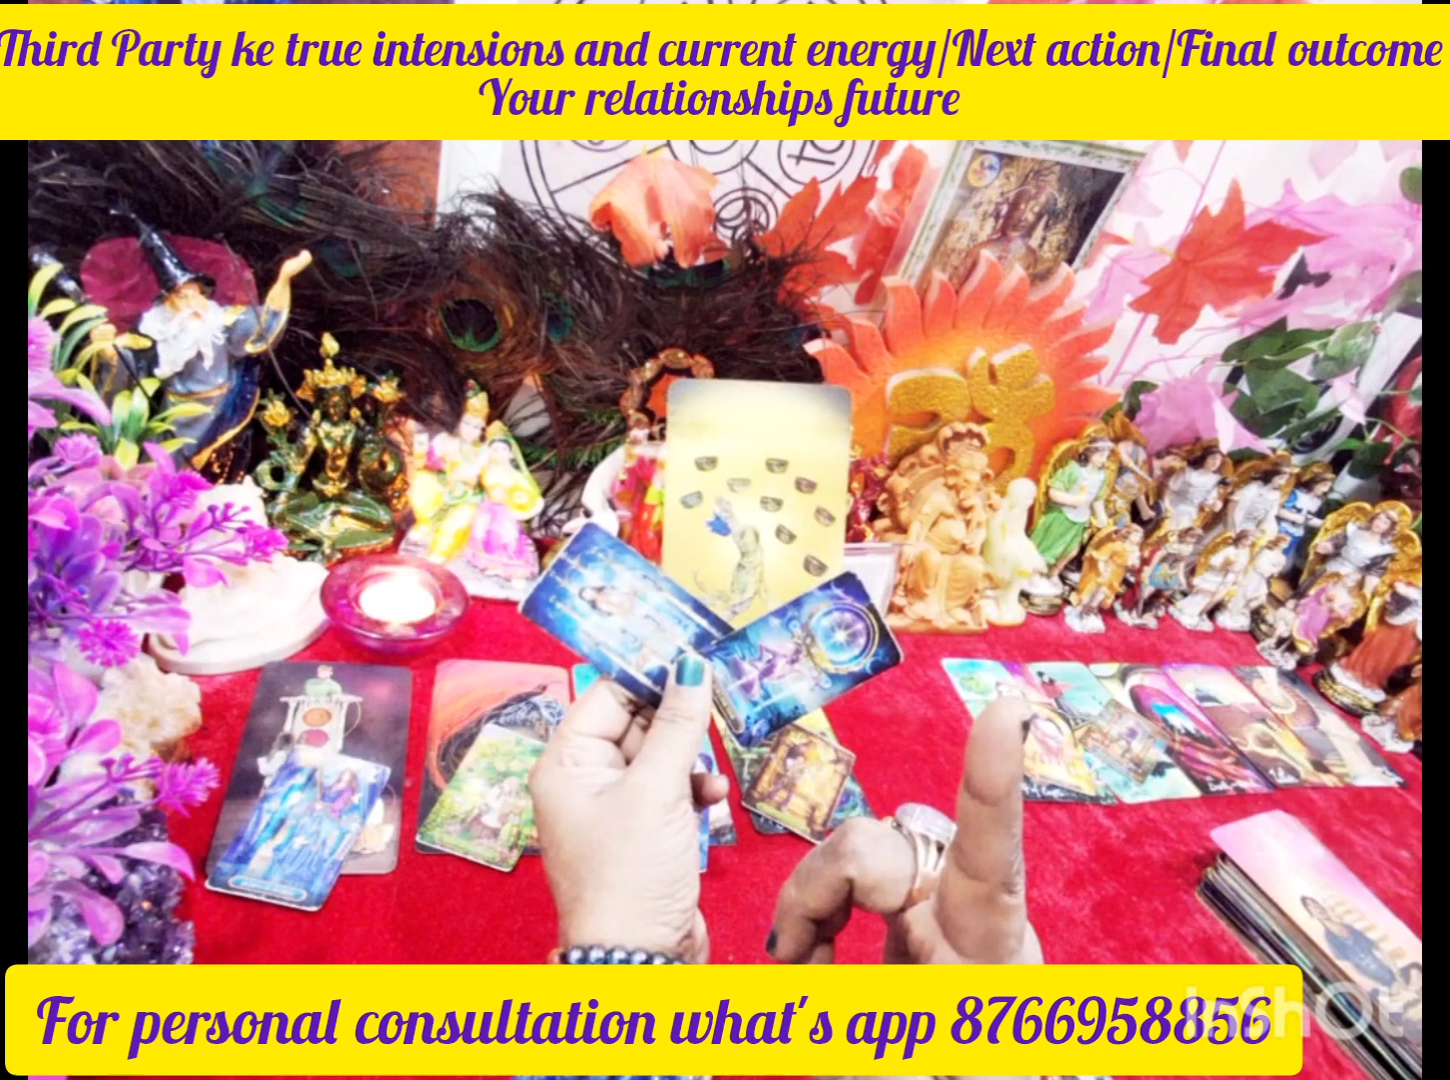 Third Party ke true intensions and current energy/Next action/Final outcome
Your relationships future
For personal consultation what's app 8766958856
InShOt